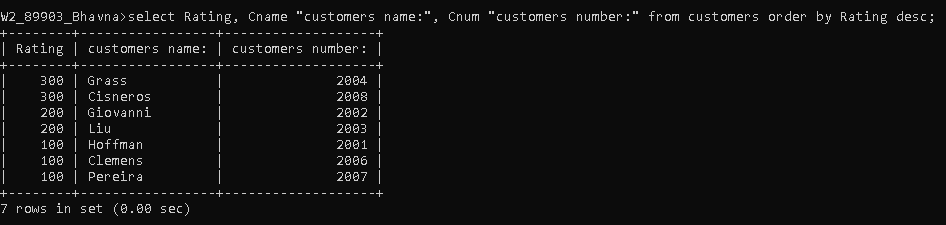 W2_89903_Bhavna>select Rating, Cname "customers name:", Cnum "customers number:" from customers order by Rating desc;
+--------+-----------------+-------------------+
| Rating | customers name: | customers number: |
+--------+-----------------+-------------------+
|    300 | Grass           |              2004 |
|    300 | Cisneros        |              2008 |
|    200 | Giovanni        |              2002 |
|    200 | Liu             |              2003 |
|    100 | Hoffman         |              2001 |
|    100 | Clemens         |              2006 |
|    100 | Pereira         |              2007 |
+--------+-----------------+-------------------+
7 rows in set (0.00 sec)